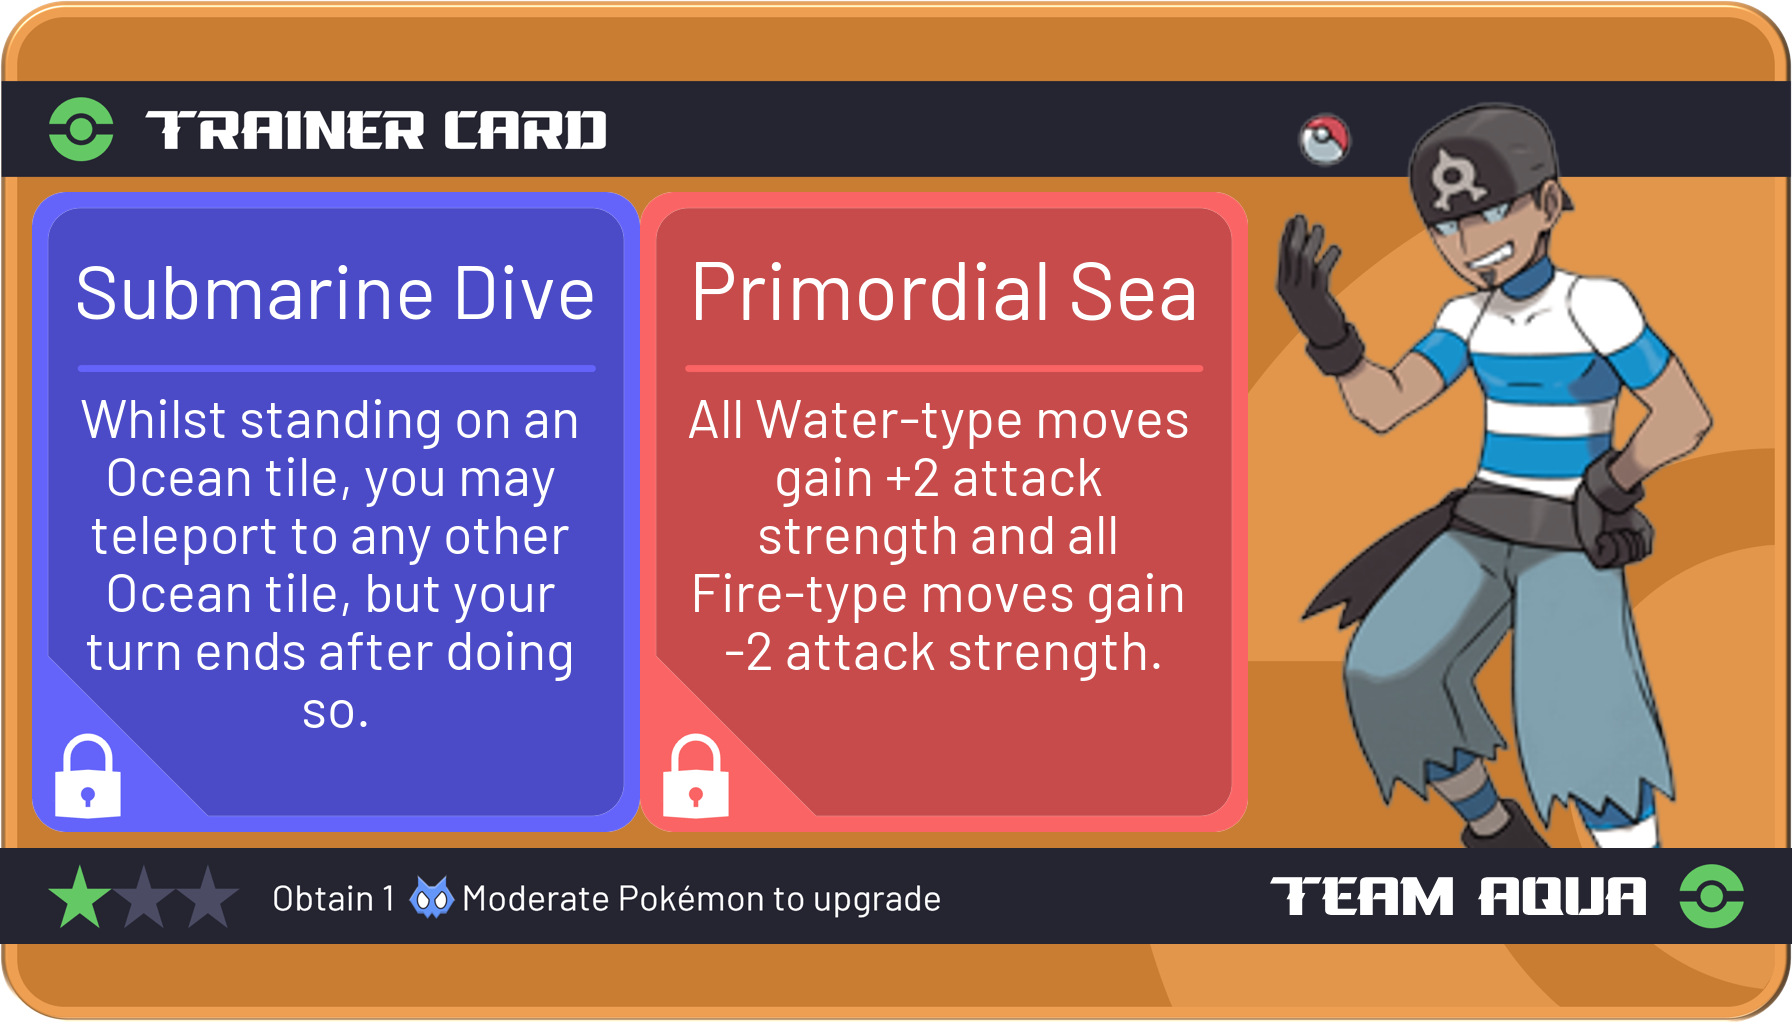 TRAINER CARD
Submarine Dive
Whilst standing on an
Ocean tile, you may
teleport to any other
Ocean tile, but your
turn ends after doing
so.
Primordial Sea
All Water-type moves
gain +2 attack
strength and all
Fire-type moves gain
-2 attack strength.
Obtain 1 Moderate Pokémon to upgrade
TEAM AQUA